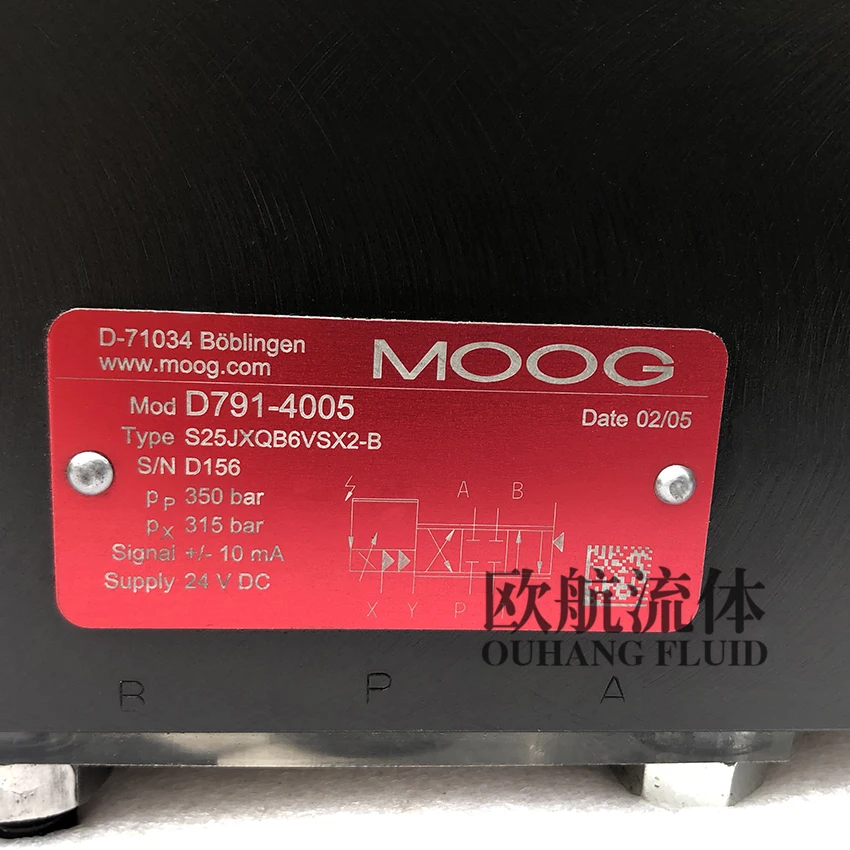 D-71034 Böblingen
www.moog.com
MOOG
Mod D791-4005
Date 02/05
Type S25JXQB6VSX2-B
S/N D156
pP 350 bar
pX 315 bar
Signal +/- 10 mA
Supply 24 V DC
A B
X Y P
欧航流体
OUHANG FLUID
B P A